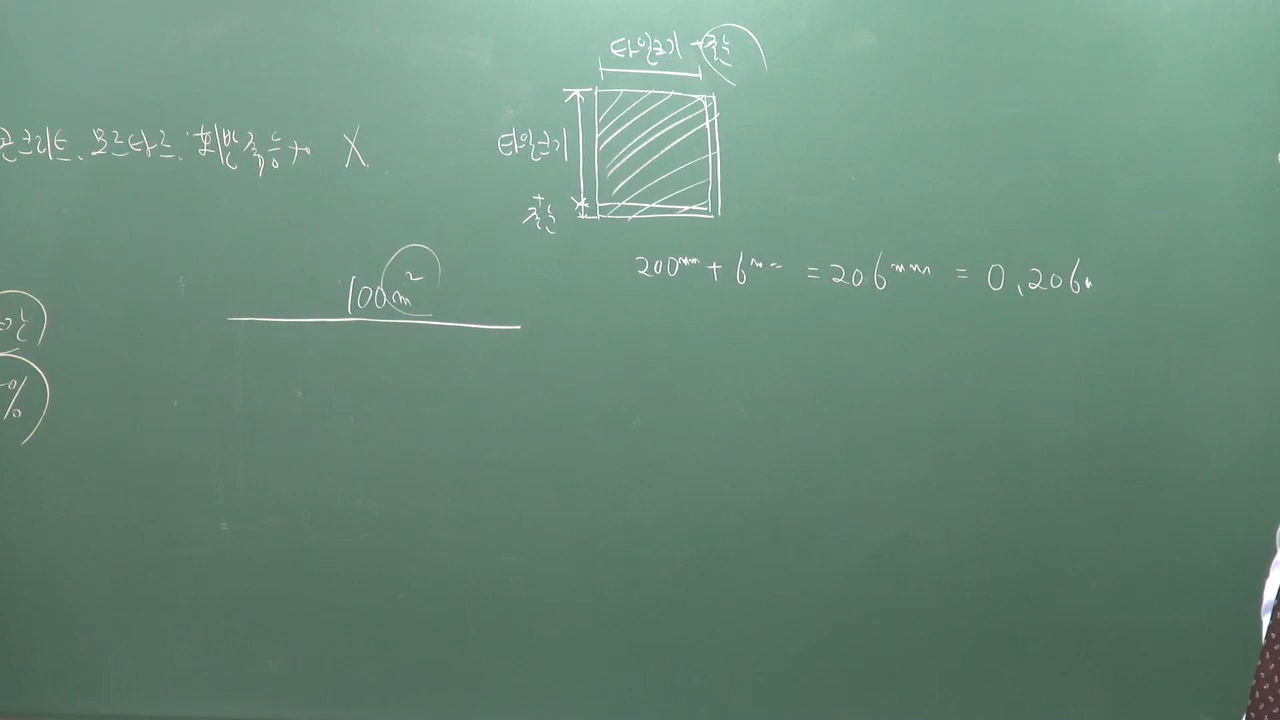 타일크기 + 줄눈
콘크리트, 모르타르, 회반죽 등 →  X
타일크기
+
줄눈
100m²
200mm + 6mm = 206mm = 0.206m
%